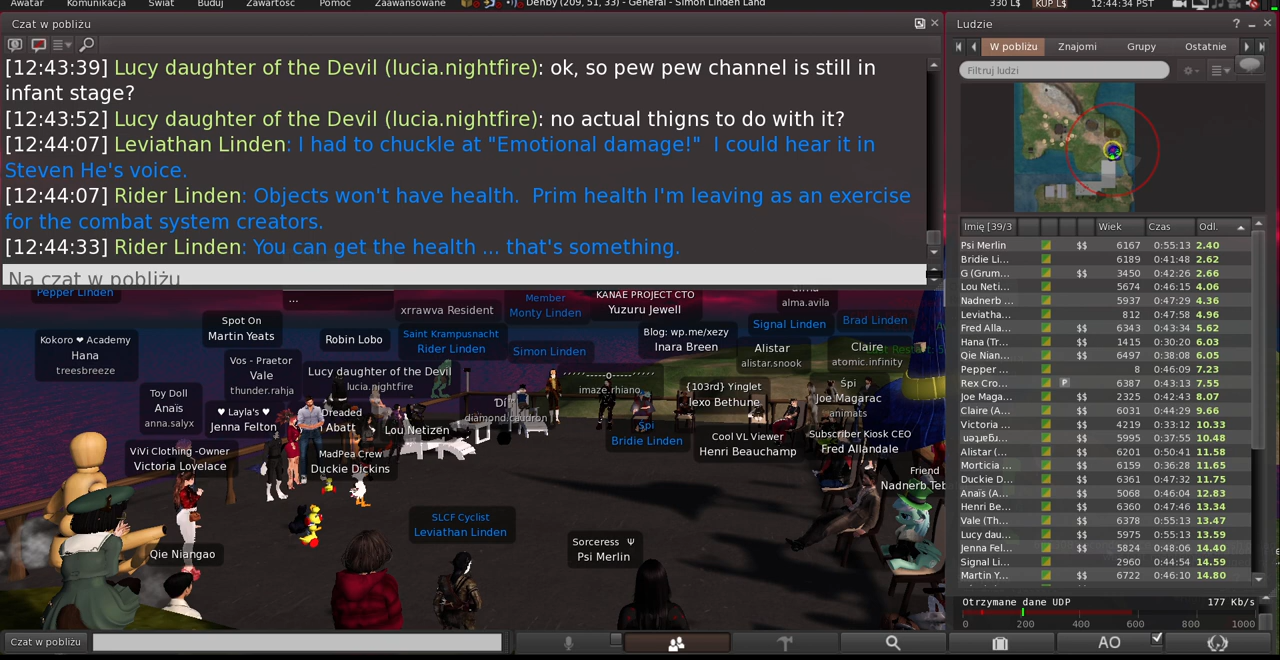 Awatar Komunikacja Świat Buduj Zawartość Pomoc Zaawansowane Denby (209, 51, 33) - General - Simon Linden Land 330 L$ KUP L$ 12:44:34 PST
Czat w pobliżu
[12:43:39] Lucy daughter of the Devil (lucia.nightfire): ok, so pew pew channel is still in
infant stage?
[12:43:52] Lucy daughter of the Devil (lucia.nightfire): no actual thigns to do with it?
[12:44:07] Leviathan Linden: I had to chuckle at "Emotional damage!"  I could hear it in
Steven He's voice.
[12:44:07] Rider Linden: Objects won't have health.  Prim health I'm leaving as an exercise
for the combat system creators.
[12:44:33] Rider Linden: You can get the health ... that's something.
Na czat w pobliżu
Pepper Linden
...
xrrawva Resident
Member
Monty Linden
KANAE PROJECT CTO
Yuzuru Jewell
alma.avila
Signal Linden
Brad Linden
Spot On
Martin Yeats
Robin Lobo
Saint Krampusnacht
Rider Linden
Simon Linden
Blog: wp.me/xezy
Inara Breen
Alistar
alistar.snook
Claire
atomic.infinity
Kokoro ❤ Academy
Hana
treesbreeze
Vos - Praetor
Vale
thunder.rahja
Lucy daughter of the Devil
lucia.nightfire
imaze.rhiano
Toy Doll
Anaïs
anna.salyx
♥ Layla's ♥
Jenna Felton
Dreaded
Abatt
Lou Netizen
diamond.cauldron
{103rd} Yinglet
Iexo Bethune
Śpi
Joe Magarac
animats
Śpi
Bridie Linden
Cool VL Viewer
Henri Beauchamp
Subscriber Kiosk CEO
Fred Allandale
ViVi Clothing -Owner
Victoria Lovelace
MadPea Crew
Duckie Dickins
Friend
Nadnerb Teb
SLCF Cyclist
Leviathan Linden
Sorceress Ψ
Psi Merlin
Qie Niangao
Czat w pobliżu
AO
Ludzie
W pobliżu Znajomi Grupy Ostatnie
Filtruj ludzi
Imię [39/3 Wiek Czas Odl.
Psi Merlin $$ 6167 0:55:13 2.40
Bridie Li... 6189 0:41:48 2.62
G (Grum... $$ 3450 0:42:26 2.66
Lou Neti... 5674 0:46:15 4.06
Nadnerb ... 5937 0:47:29 4.36
Leviatha... 812 0:47:58 4.96
Fred Alla... $$ 6343 0:43:34 5.62
Hana (Tr... $$ 1415 0:30:20 6.03
Qie Nian... $$ 6497 0:38:08 6.05
Pepper ... 8 0:46:09 7.23
Rex Cro... P 6387 0:43:13 7.55
Joe Maga... $$ 2325 0:42:43 8.07
Claire (A... $$ 6031 0:44:29 9.66
Victoria ... $$ 4219 0:33:12 10.33
$$ 5995 0:37:55 10.48
Alistar (... $$ 6201 0:50:41 11.58
Morticia ... $$ 6159 0:36:28 11.65
Duckie D... $$ 6361 0:47:32 11.75
Anaïs (A... $$ 5068 0:46:04 12.83
Henri Be... $$ 6360 0:47:46 13.34
Vale (Th... $$ 6378 0:55:13 13.47
Lucy dau... $$ 5975 0:55:13 13.59
Jenna Fel... $$ 5824 0:48:06 14.40
Signal Li... 2960 0:44:54 14.59
Martin Y... $$ 6722 0:46:10 14.80
Otrzymane dane UDP 177 Kb/s
0 200 400 600 800 1000